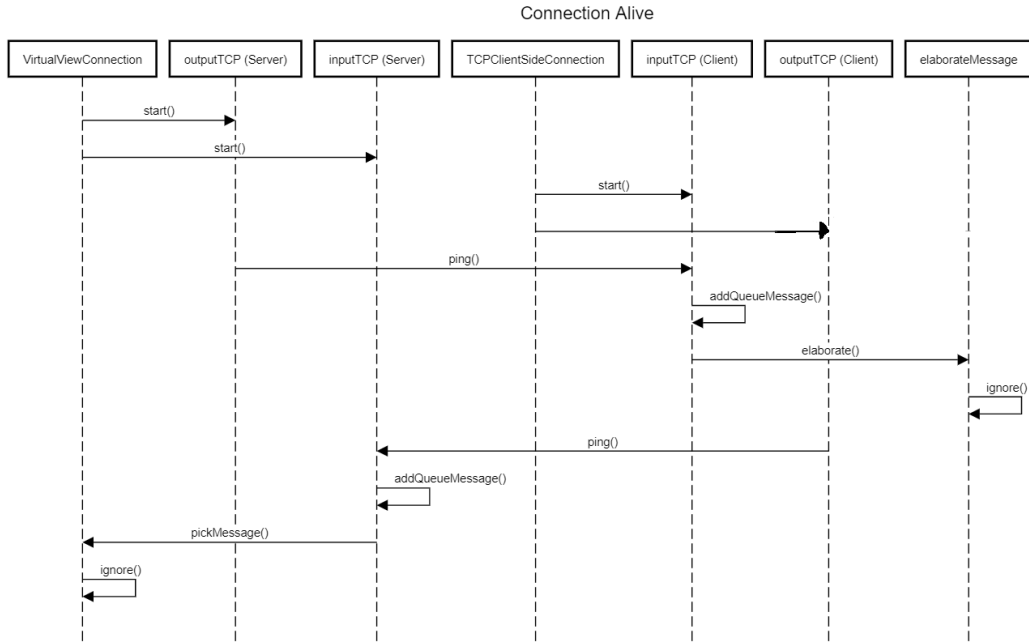 Connection Alive
VirtualViewConnection
outputTCP (Server)
inputTCP (Server)
TCPClientSideConnection
inputTCP (Client)
outputTCP (Client)
elaborateMessage
start()
start()
start()
ping()
addQueueMessage()
elaborate()
ignore()
ping()
addQueueMessage()
pickMessage()
ignore()